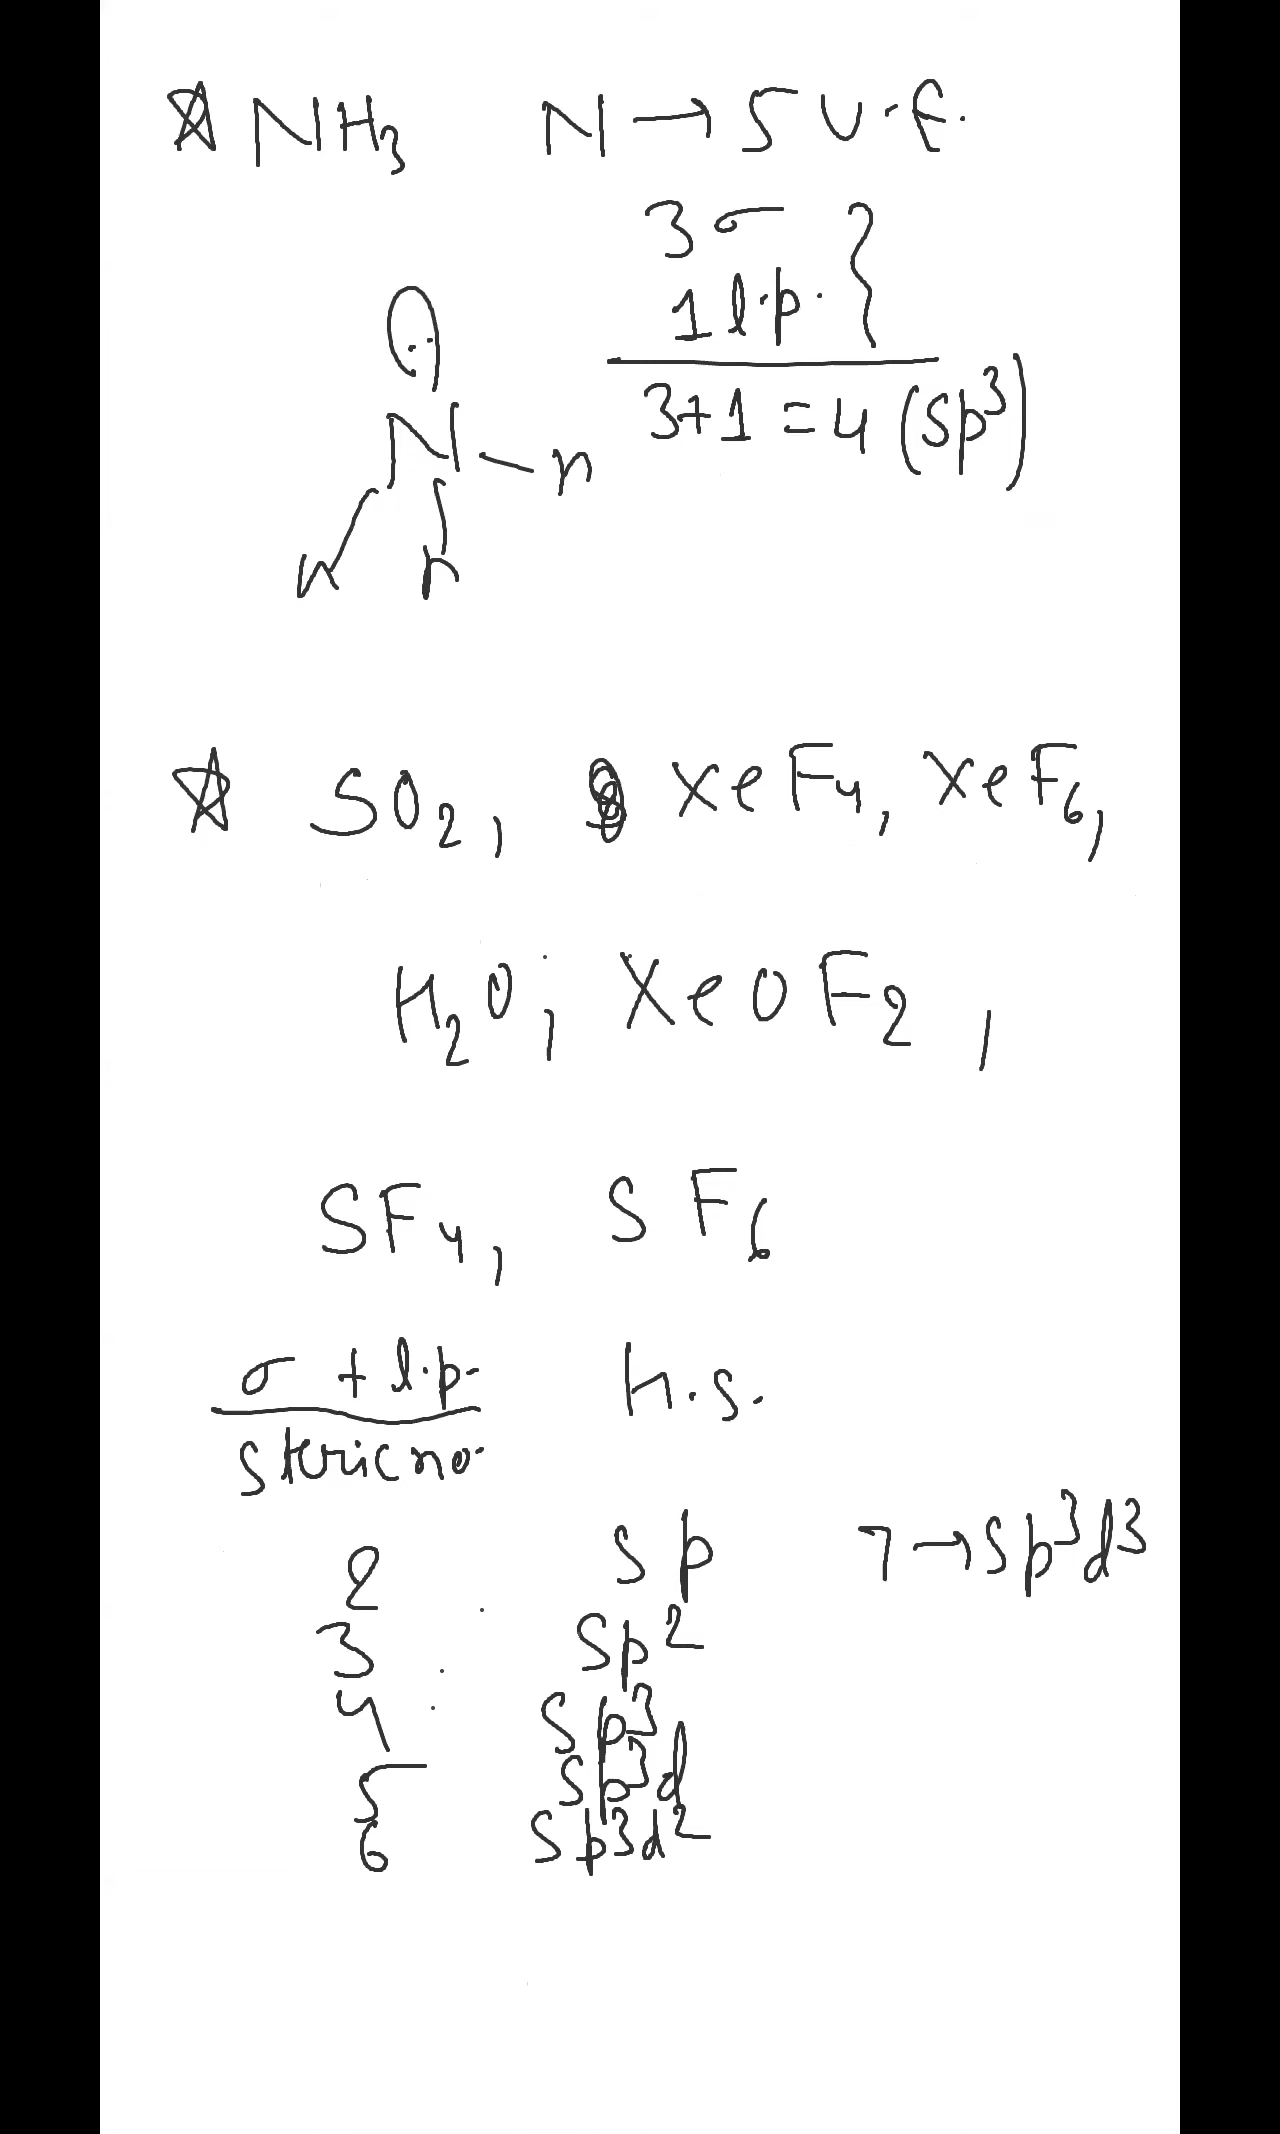 ☆ NH₃ N → 5 v.e.
3 σ
1 l.p. }
3+1 = 4 (sp³)
N–H
H H
☆ SO₂, XeF₄, XeF₆,
H₂O, XeOF₂,
SF₄, SF₆
σ + l.p. h.s.
steric no.
2 sp 7 → sp³d³
3 sp²
4 sp³
5 sp³d
6 sp³d²